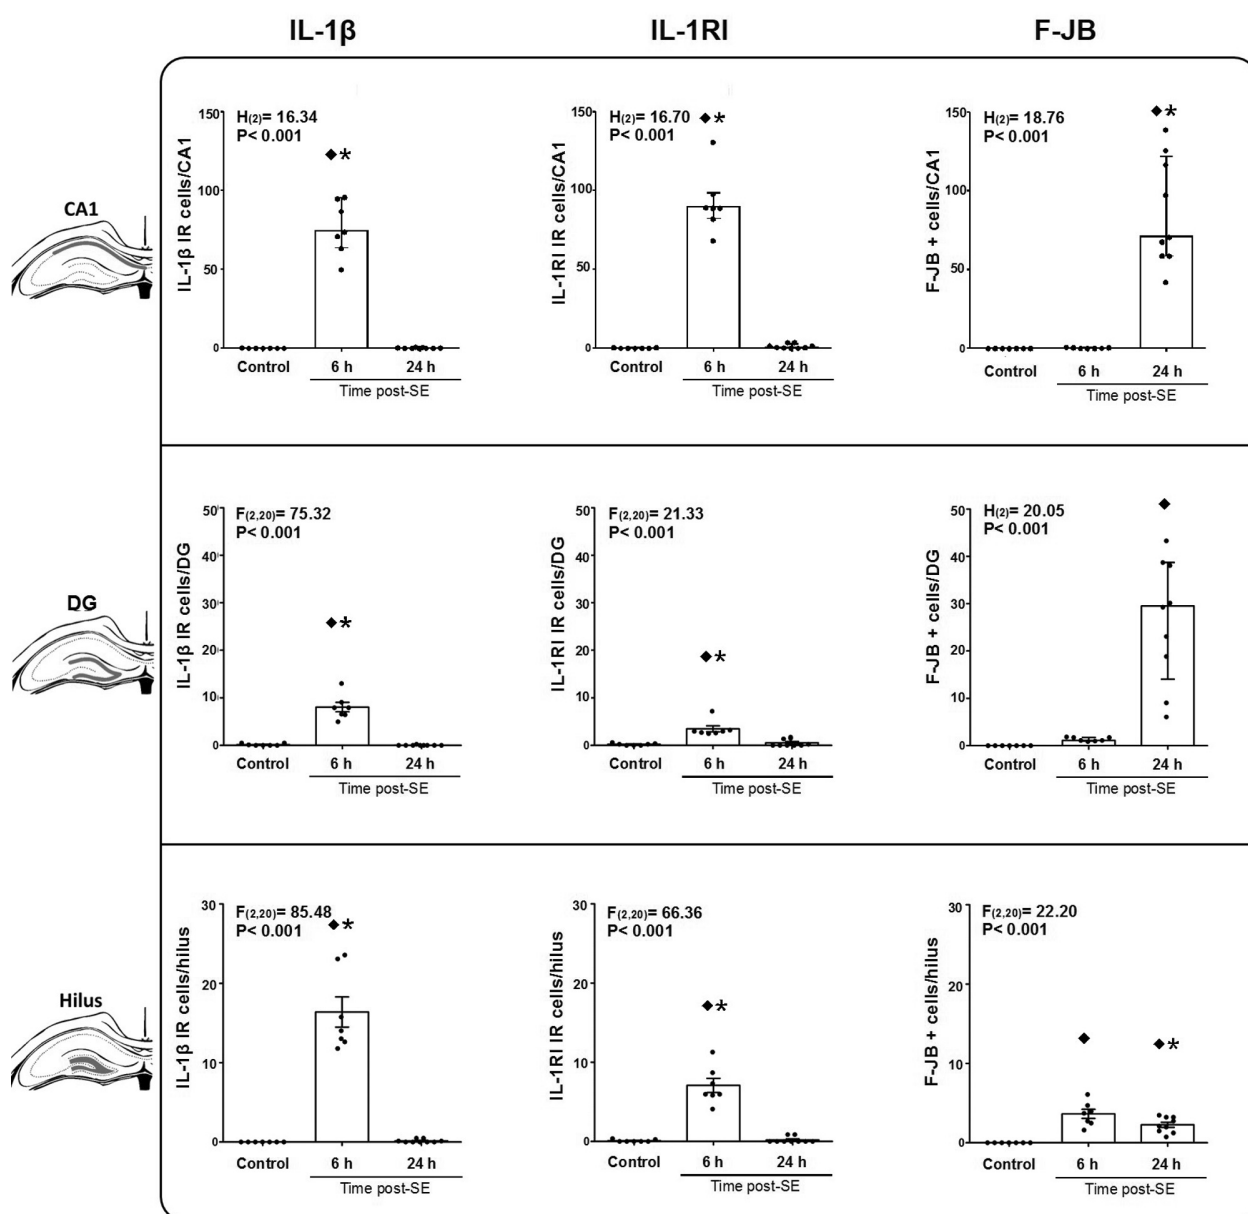 IL-1β IL-1RI F-JB
CA1
IL-1β IR cells/CA1
150
100
50
0
H(2)= 16.34
P< 0.001
◆*
Control 6 h 24 h
Time post-SE
IL-1RI IR cells/CA1
150
100
50
0
H(2)= 16.70
P< 0.001
◆*
Control 6 h 24 h
Time post-SE
F-JB + cells/CA1
150
100
50
0
H(2)= 18.76
P< 0.001
◆*
Control 6 h 24 h
Time post-SE
DG
IL-1β IR cells/DG
50
40
30
20
10
0
F(2,20)= 75.32
P< 0.001
◆*
Control 6 h 24 h
Time post-SE
IL-1RI IR cells/DG
50
40
30
20
10
0
F(2,20)= 21.33
P< 0.001
◆*
Control 6 h 24 h
Time post-SE
F-JB + cells/DG
50
40
30
20
10
0
H(2)= 20.05
P< 0.001
◆
Control 6 h 24 h
Time post-SE
Hilus
IL-1β IR cells/hilus
30
20
10
0
F(2,20)= 85.48
P< 0.001
◆*
Control 6 h 24 h
Time post-SE
IL-1RI IR cells/hilus
30
20
10
0
F(2,20)= 66.36
P< 0.001
◆*
Control 6 h 24 h
Time post-SE
F-JB + cells/hilus
30
20
10
0
F(2,20)= 22.20
P< 0.001
◆
◆*
Control 6 h 24 h
Time post-SE